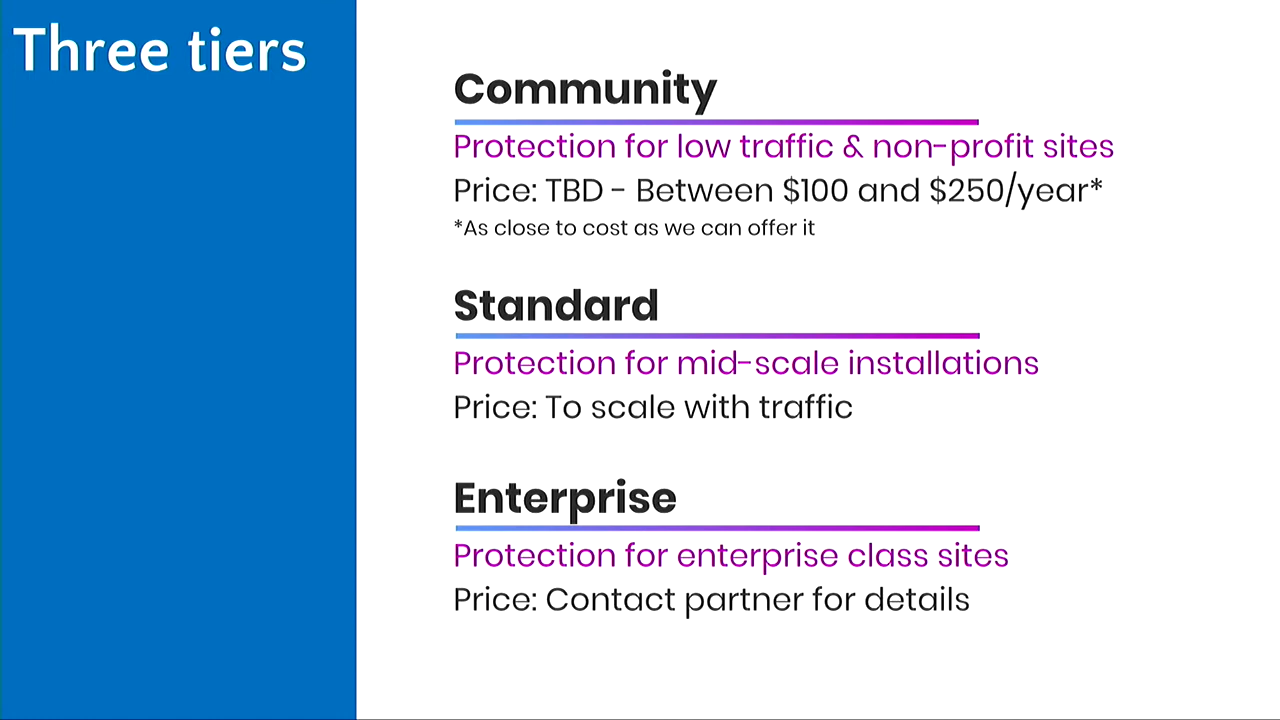 Three tiers
Community
Protection for low traffic & non-profit sites
Price: TBD - Between $100 and $250/year*
*As close to cost as we can offer it
Standard
Protection for mid-scale installations
Price: To scale with traffic
Enterprise
Protection for enterprise class sites
Price: Contact partner for details